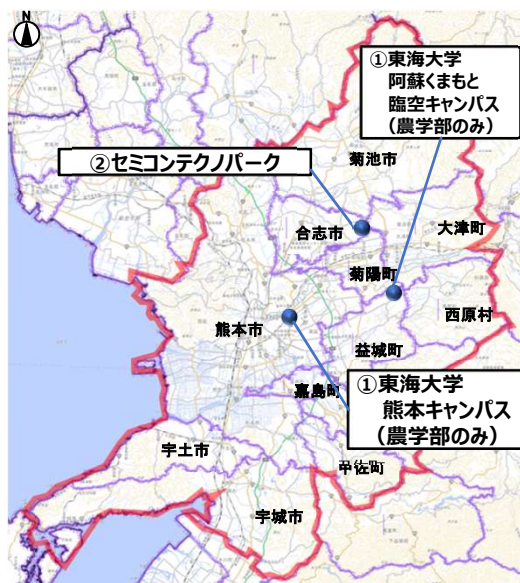 N
①東海大学
阿蘇くまもと
臨空キャンパス
（農学部のみ）
②セミコンテクノパーク
菊池市
合志市
大津町
菊陽町
熊本市
西原村
益城町
嘉島町
①東海大学
熊本キャンパス
（農学部のみ）
宇土市
甲佐町
宇城市